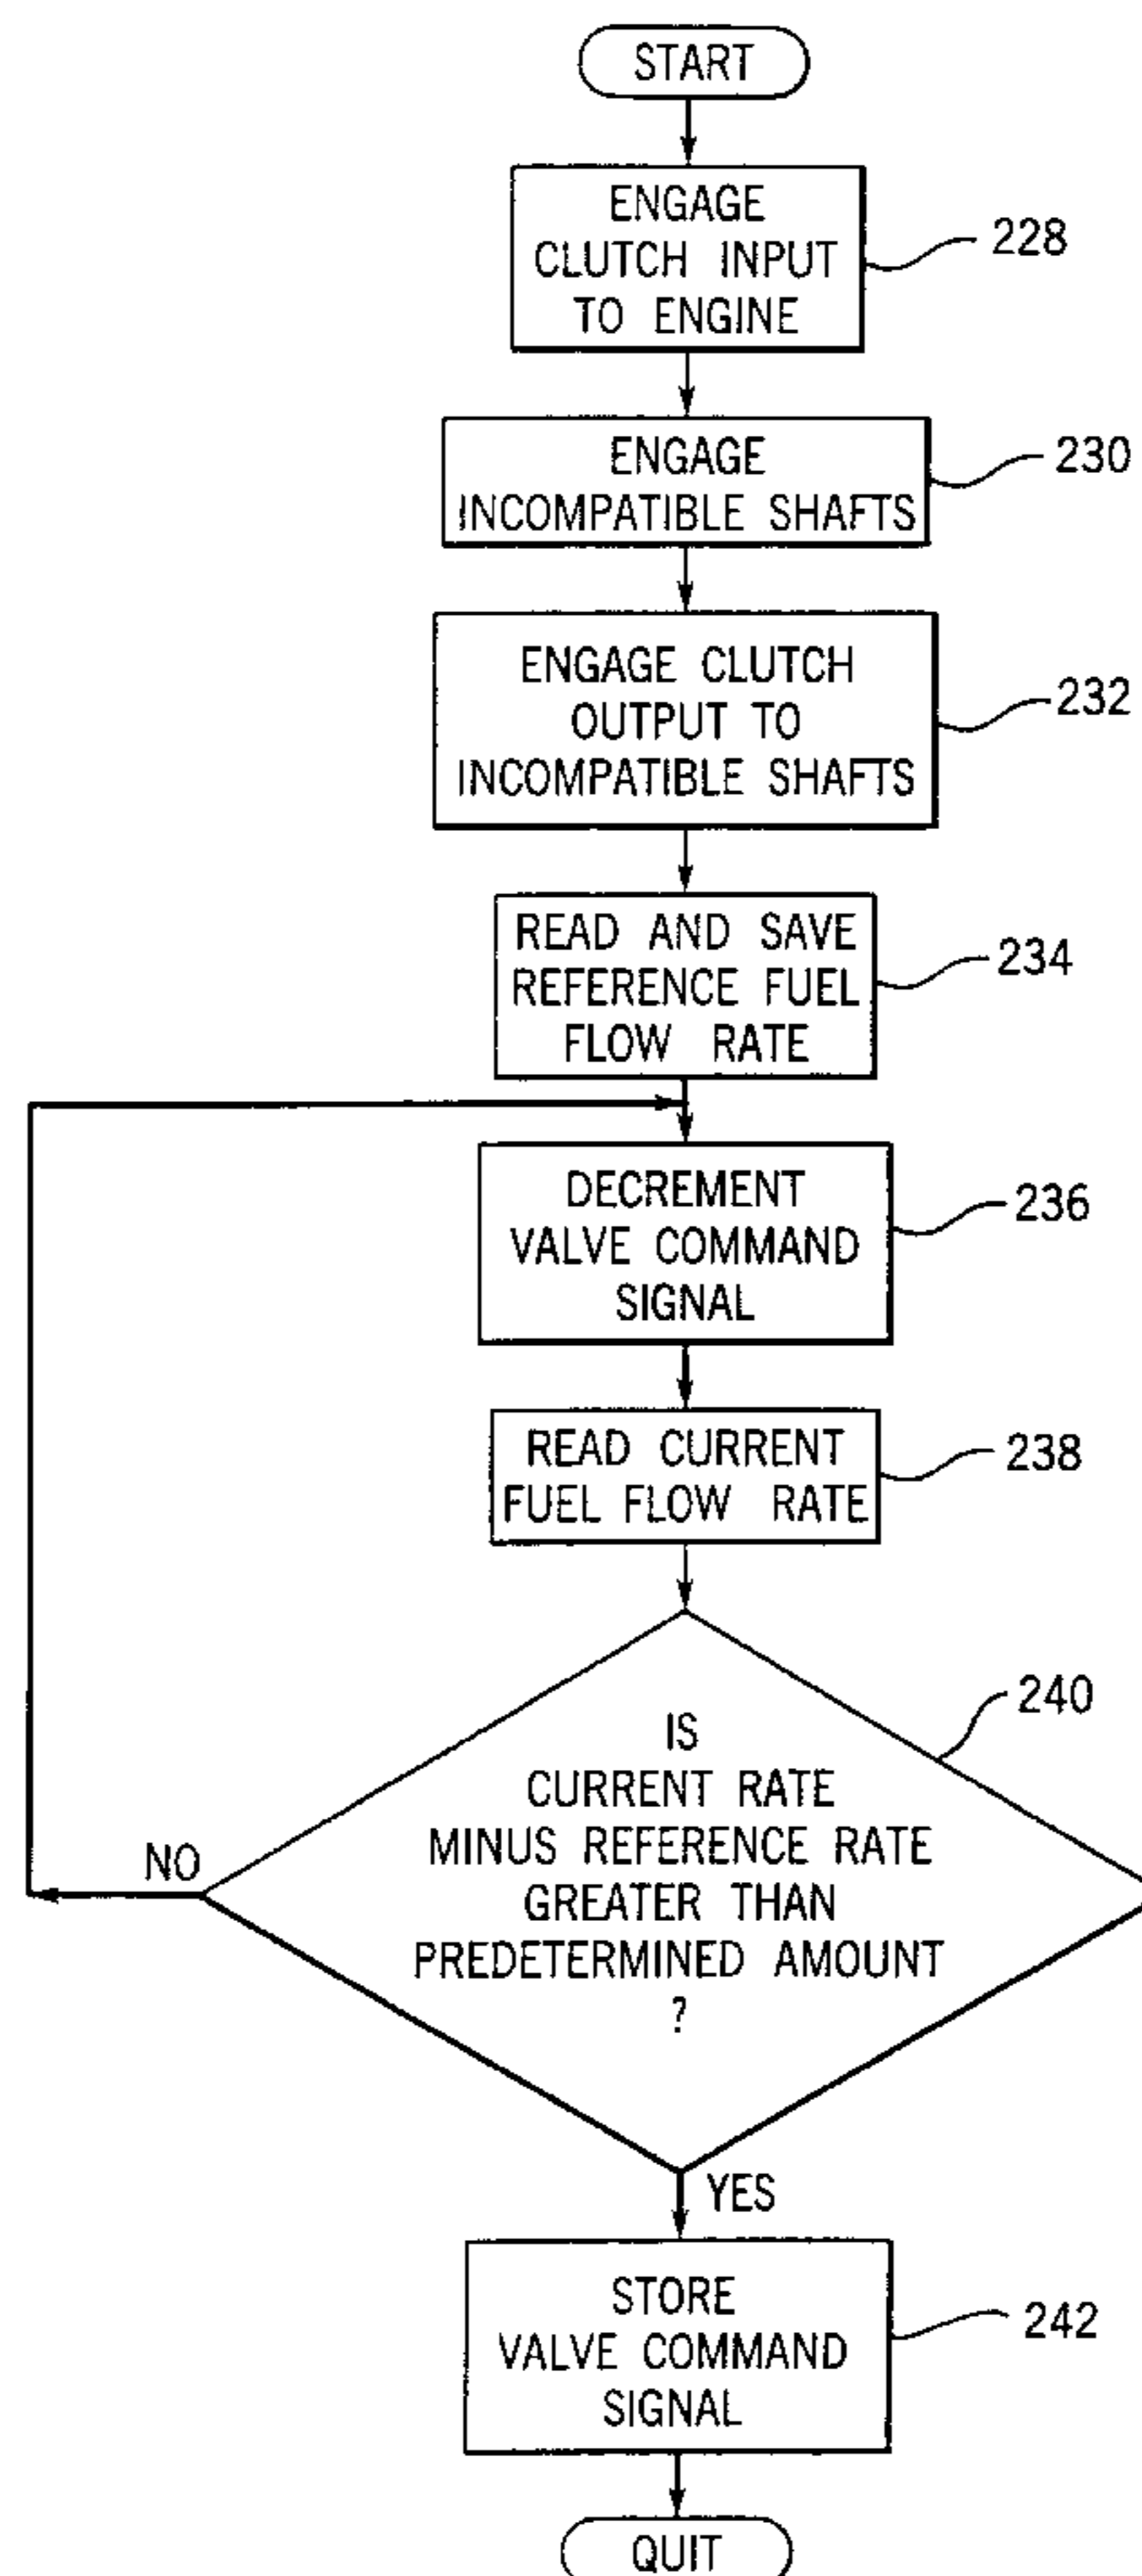 START
ENGAGE
CLUTCH INPUT
TO ENGINE
228
ENGAGE
INCOMPATIBLE SHAFTS
230
ENGAGE CLUTCH
OUTPUT TO
INCOMPATIBLE SHAFTS
232
READ AND SAVE
REFERENCE FUEL
FLOW RATE
234
DECREMENT
VALVE COMMAND
SIGNAL
236
READ CURRENT
FUEL FLOW RATE
238
IS
CURRENT RATE
MINUS REFERENCE RATE
GREATER THAN
PREDETERMINED AMOUNT
?
240
NO
YES
STORE
VALVE COMMAND
SIGNAL
242
QUIT